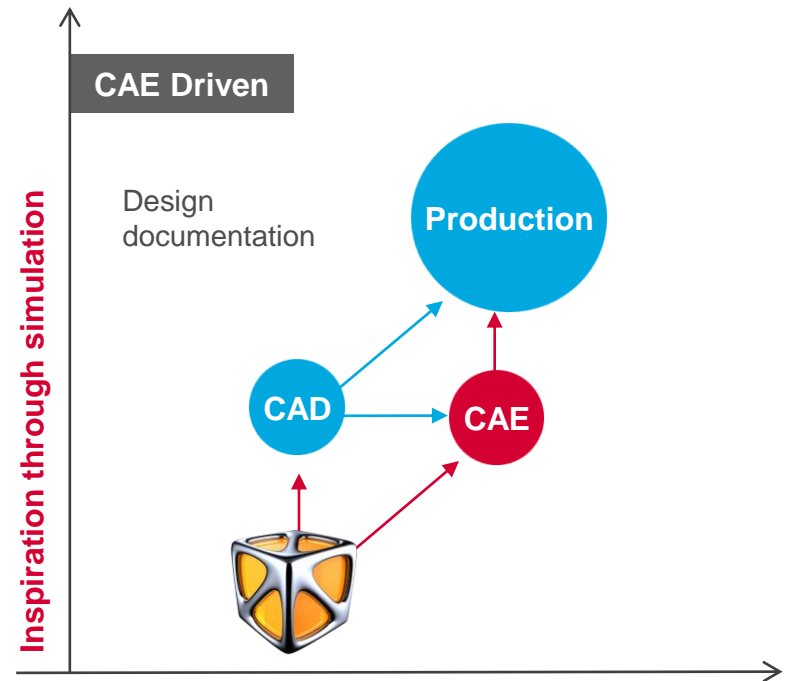 CAE Driven
Design
documentation
Production
CAD
CAE
Inspiration through simulation